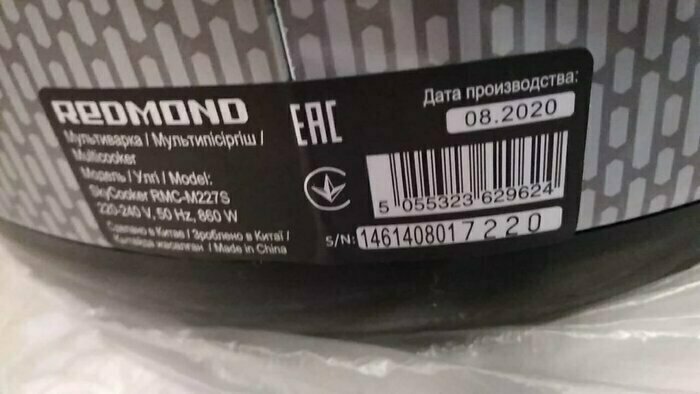 REDMOND
Мультиварка / Мультипісіргіш /
Multicooker
Модель / Үлгі / Model:
SkyCooker RMC-M227S
220-240 V, 50 Hz, 860 W
Сделано в Китае / Зроблено в Китаї /
Қытайда жасалған / Made in China
EAC
Дата производства:
08.2020
5 055323 629624
S/N: 1461408017220